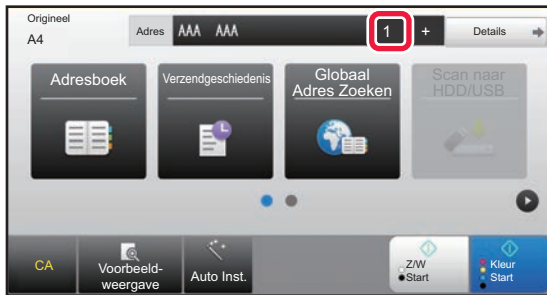 Origineel
A4
Adres AAA AAA 1 + Details
Adresboek
Verzendgeschiedenis
Globaal
Adres Zoeken
Scan naar
HDD/USB
CA
Voorbeeld-
weergave
Auto Inst.
Z/W
Start
Kleur
Start